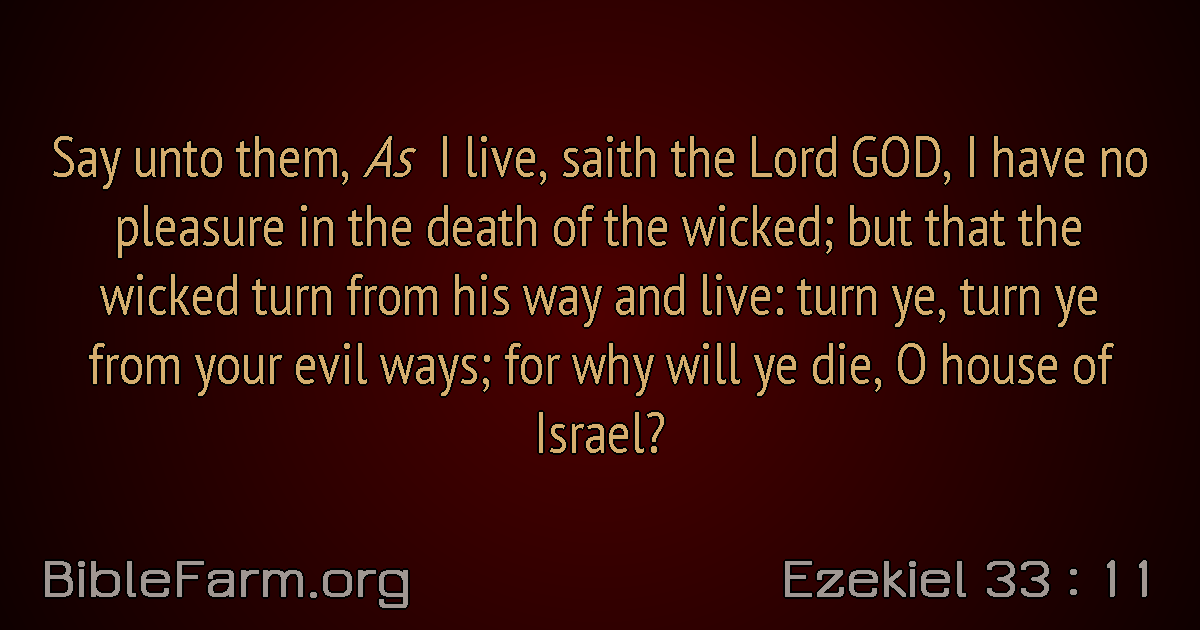 Say unto them, As I live, saith the Lord GOD, I have no
pleasure in the death of the wicked; but that the
wicked turn from his way and live: turn ye, turn ye
from your evil ways; for why will ye die, O house of
Israel?
BibleFarm.org
Ezekiel 33 : 11